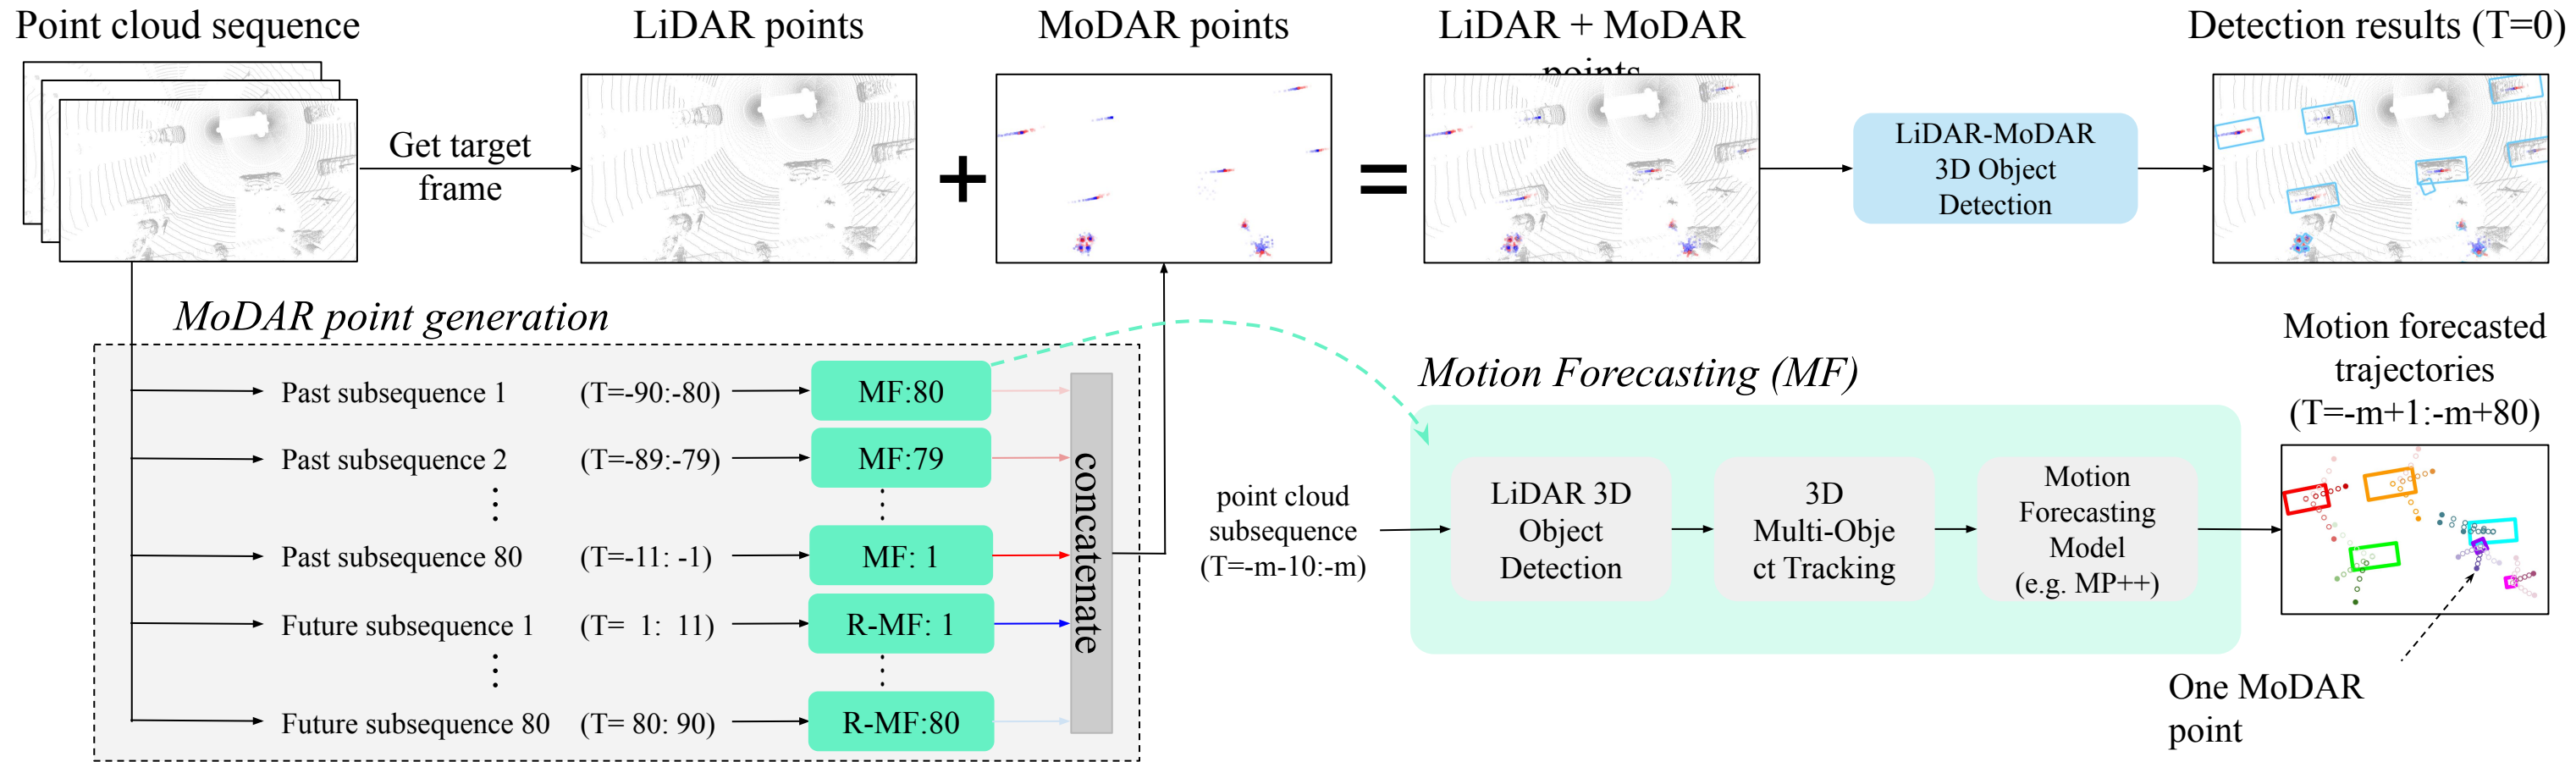 Point cloud sequence
LiDAR points
MoDAR points
LiDAR + MoDAR
points
Detection results (T=0)
Get target
frame
+
=
LiDAR-MoDAR
3D Object
Detection
MoDAR point generation
Past subsequence 1 (T=-90:-80) MF:80
Past subsequence 2 (T=-89:-79) MF:79
Past subsequence 80 (T=-11: -1) MF: 1
Future subsequence 1 (T= 1: 11) R-MF: 1
Future subsequence 80 (T= 80: 90) R-MF:80
concatenate
Motion Forecasting (MF)
point cloud
subsequence
(T=-m-10:-m)
LiDAR 3D
Object
Detection
3D
Multi-Obje
ct Tracking
Motion
Forecasting
Model
(e.g. MP++)
Motion forecasted
trajectories
(T=-m+1:-m+80)
One MoDAR
point